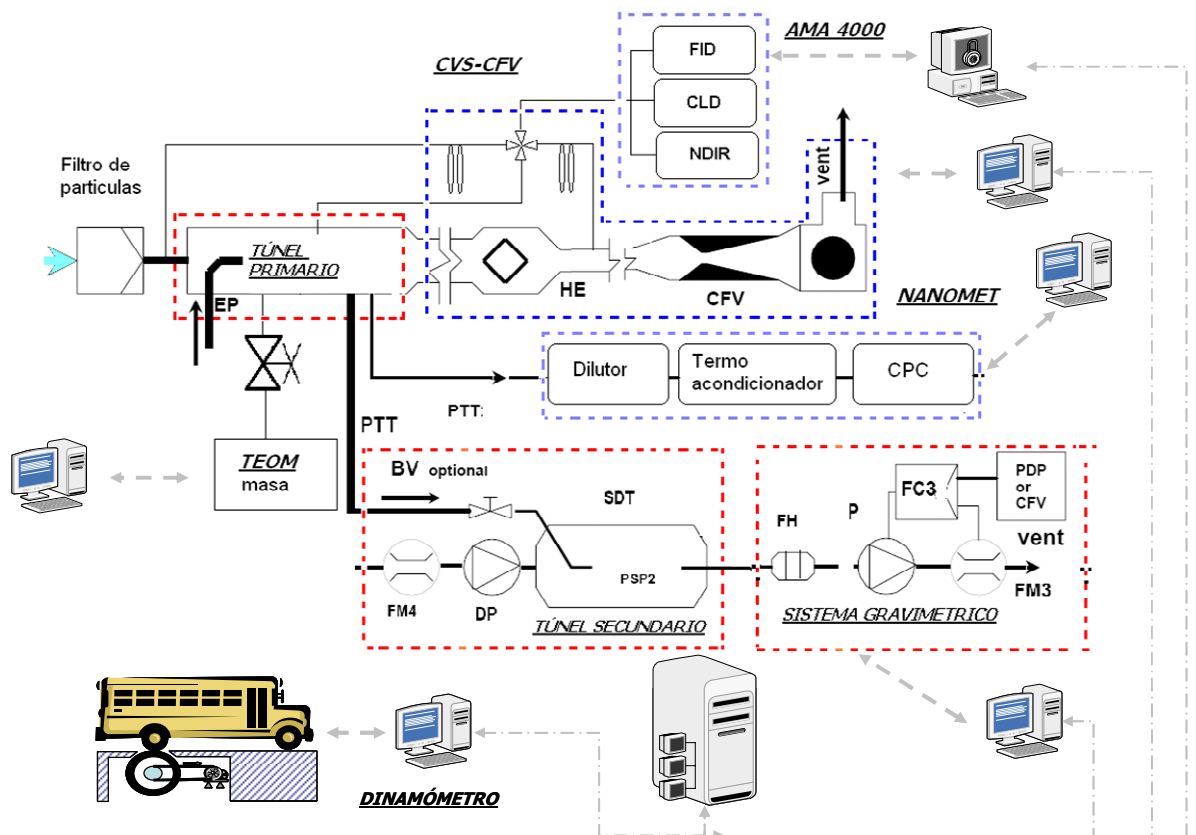 AMA 4000
FID
CVS-CFV
CLD
NDIR
vent
Filtro de
particulas
TÚNEL
PRIMARIO
EP
HE
CFV
NANOMET
Dilutor
Termo
acondicionador
CPC
PTT:
PTT
TEOM
masa
BV optional
SDT
FC3
PDP
or
CFV
FH
P
vent
PSP2
FM4
DP
FM3
TÚNEL SECUNDARIO
SISTEMA GRAVIMETRICO
DINAMÓMETRO